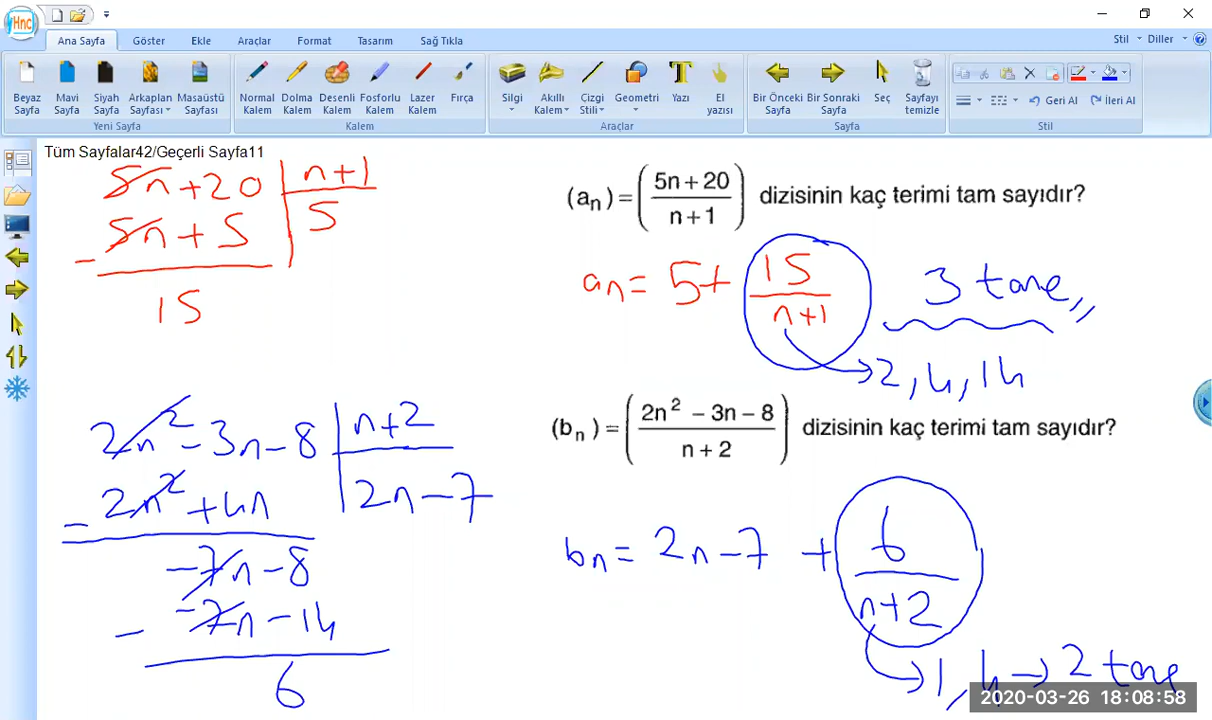 Hnc
Ana Sayfa Göster Ekle Araçlar Format Tasarım Sağ Tıkla
Stil Diller
Beyaz Sayfa Mavi Sayfa Siyah Sayfa Arkaplan Sayfası Masaüstü Sayfası
Yeni Sayfa
Normal Kalem Dolma Kalem Desenli Kalem Fosforlu Kalem Lazer Kalem Fırça
Kalem
Silgi Akıllı Kalem Çizgi Stili Geometri Yazı El yazısı
Araçlar
Bir Önceki Sayfa Bir Sonraki Sayfa Seç Sayfayı temizle
Sayfa
Geri Al İleri Al
Stil
Tüm Sayfalar42/Geçerli Sayfa11
5n+20 | n+1
5n+5 | 5
-
15
(an)=(5n+20/n+1) dizisinin kaç terimi tam sayıdır?
an= 5+ 15/n+1
3 tane,,
2, 4, 14
2n²-3n-8 | n+2
2n²+4n | 2n-7
-
-7n-8
-7n-14
-
6
(bn)=(2n² - 3n - 8/n + 2) dizisinin kaç terimi tam sayıdır?
bn= 2n-7 + 6/n+2
1, 4 → 2 tane
2020-03-26 18:08:58